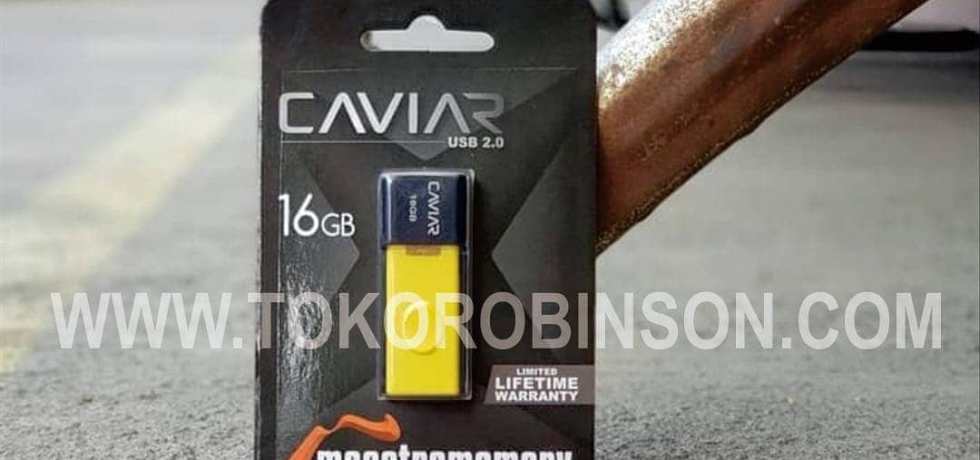 CAVIAR
USB 2.0
16GB
CAVIAR
16GB
WWW.TOKOROBINSON.COM
LIMITED
LIFETIME
WARRANTY